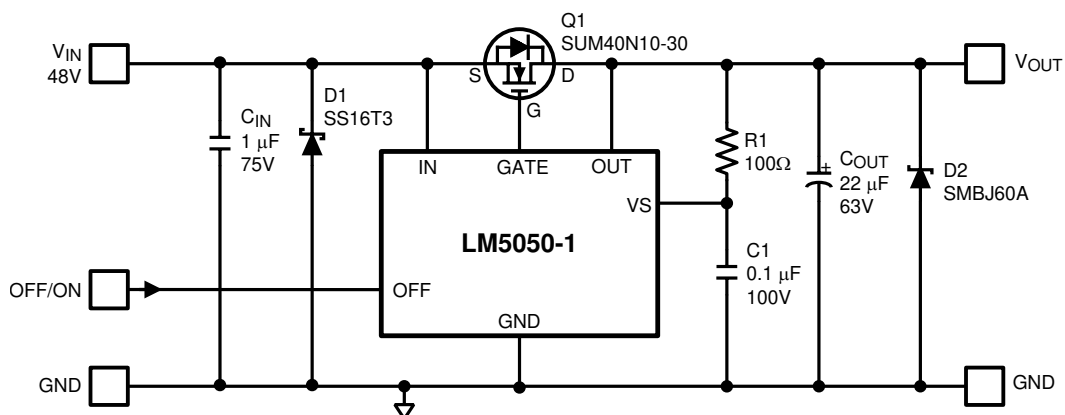 Q1
SUM40N10-30
VIN
48V
S
D
G
VOUT
D1
SS16T3
CIN
1 μF
75V
R1
100Ω
COUT
22 μF
63V
+
D2
SMBJ60A
IN
GATE
OUT
VS
LM5050-1
C1
0.1 μF
100V
OFF/ON
OFF
GND
GND
GND